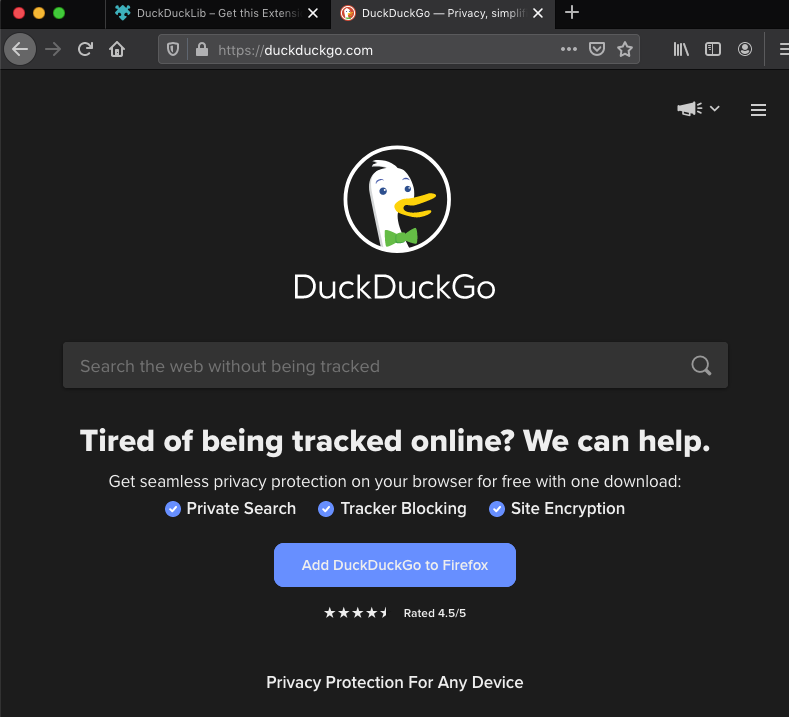 DuckDuckLib – Get this Extensi
DuckDuckGo — Privacy, simplif
https://duckduckgo.com
DuckDuckGo
Search the web without being tracked
Tired of being tracked online? We can help.
Get seamless privacy protection on your browser for free with one download:
Private Search Tracker Blocking Site Encryption
Add DuckDuckGo to Firefox
Rated 4.5/5
Privacy Protection For Any Device